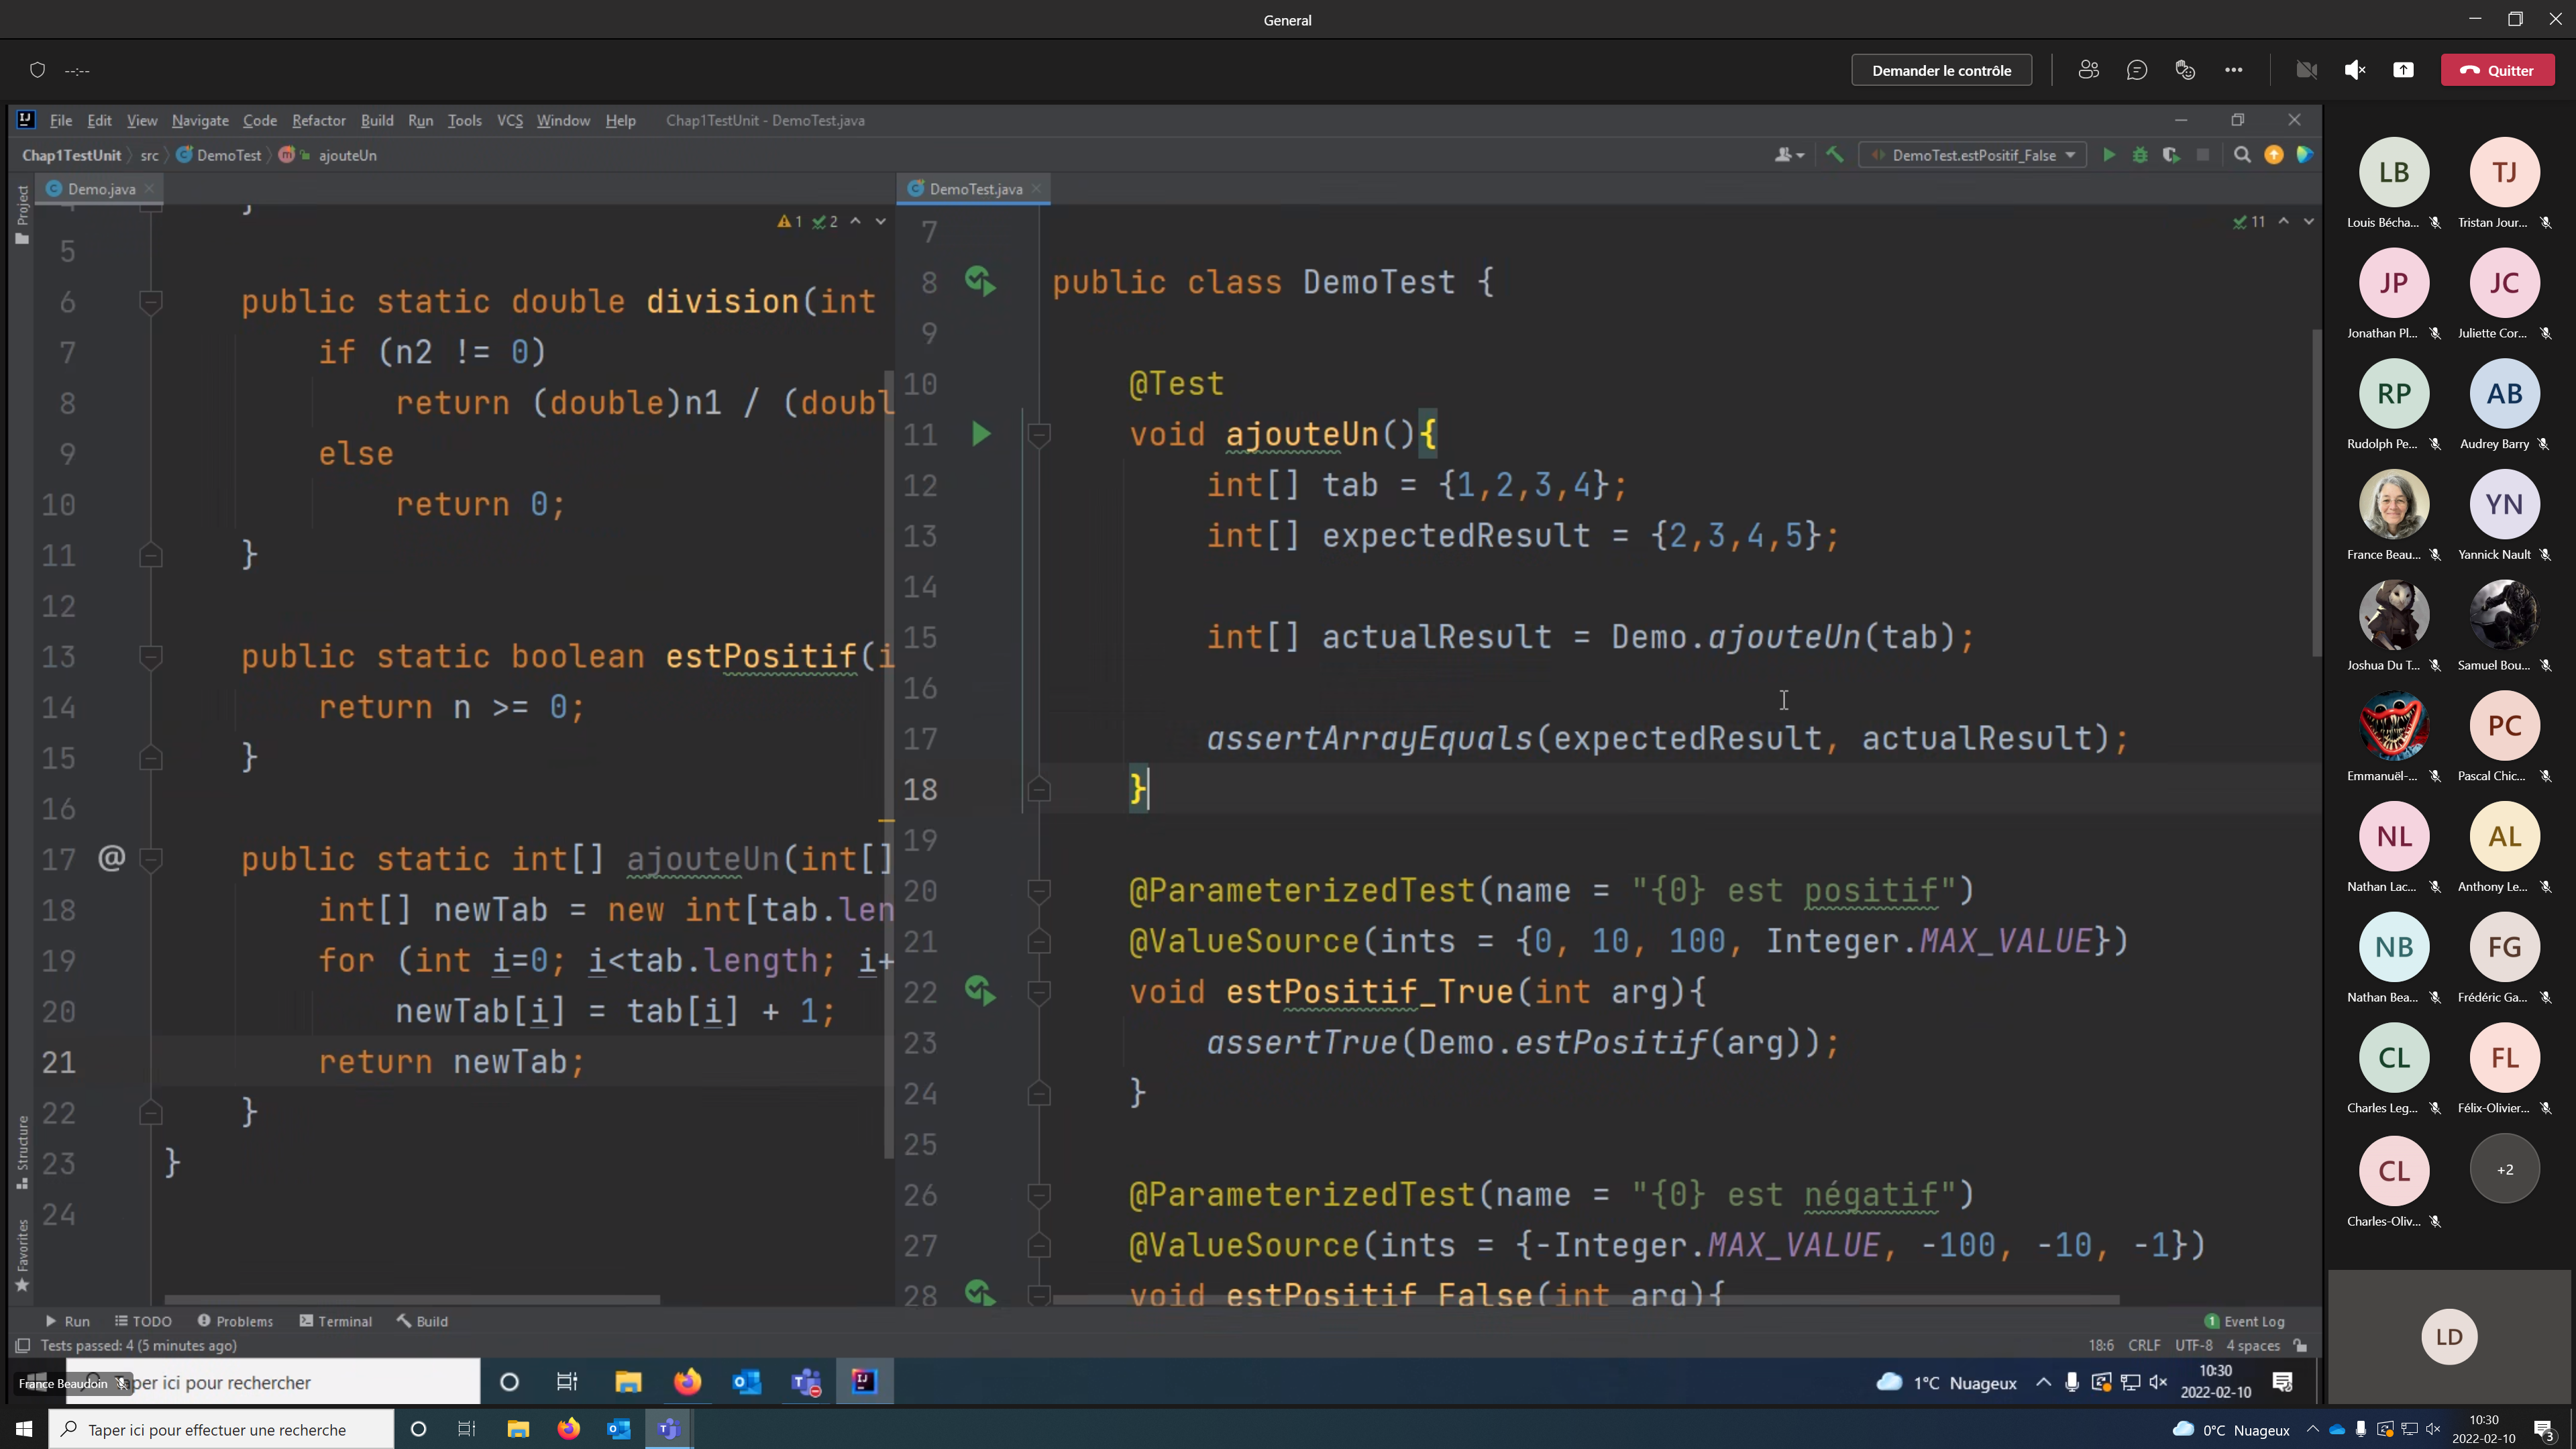 General
--:--
Demander le contrôle
Quitter
File Edit View Navigate Code Refactor Build Run Tools VCS Window Help Chap1TestUnit - DemoTest.java
Chap1TestUnit src DemoTest ajouteUn
DemoTest.estPositif_False
Project
Structure
Favorites
Demo.java
1 2
5
6 public static double division(int
7 if (n2 != 0)
8 return (double)n1 / (doubl
9 else
10 return 0;
11 }
12
13 public static boolean estPositif(i
14 return n >= 0;
15 }
16
17 @ public static int[] ajouteUn(int[]
18 int[] newTab = new int[tab.len
19 for (int i=0; i<tab.length; i+
20 newTab[i] = tab[i] + 1;
21 return newTab;
22 }
23 }
24
DemoTest.java
11
7
8 public class DemoTest {
9
10 @Test
11 void ajouteUn(){
12 int[] tab = {1,2,3,4};
13 int[] expectedResult = {2,3,4,5};
14
15 int[] actualResult = Demo.ajouteUn(tab);
16
17 assertArrayEquals(expectedResult, actualResult);
18 }
19
20 @ParameterizedTest(name = "{0} est positif")
21 @ValueSource(ints = {0, 10, 100, Integer.MAX_VALUE})
22 void estPositif_True(int arg){
23 assertTrue(Demo.estPositif(arg));
24 }
25
26 @ParameterizedTest(name = "{0} est négatif")
27 @ValueSource(ints = {-Integer.MAX_VALUE, -100, -10, -1})
28 void estPositif_False(int arg){
Run TODO Problems Terminal Build
1 Event Log
Tests passed: 4 (5 minutes ago)
18:6 CRLF UTF-8 4 spaces
France Beaudoin
aper ici pour rechercher
1°C Nuageux
10:30
2022-02-10
LB TJ
Louis Bécha... Tristan Jour...
JP JC
Jonathan Pl... Juliette Cor...
RP AB
Rudolph Pe... Audrey Barry
YN
France Beau... Yannick Nault
Joshua Du T... Samuel Bou...
PC
Emmanuël-... Pascal Chic...
NL AL
Nathan Lac... Anthony Le...
NB FG
Nathan Bea... Frédéric Ga...
CL FL
Charles Leg... Félix-Olivier...
CL +2
Charles-Oliv...
LD
Taper ici pour effectuer une recherche
0°C Nuageux
10:30
2022-02-10
3